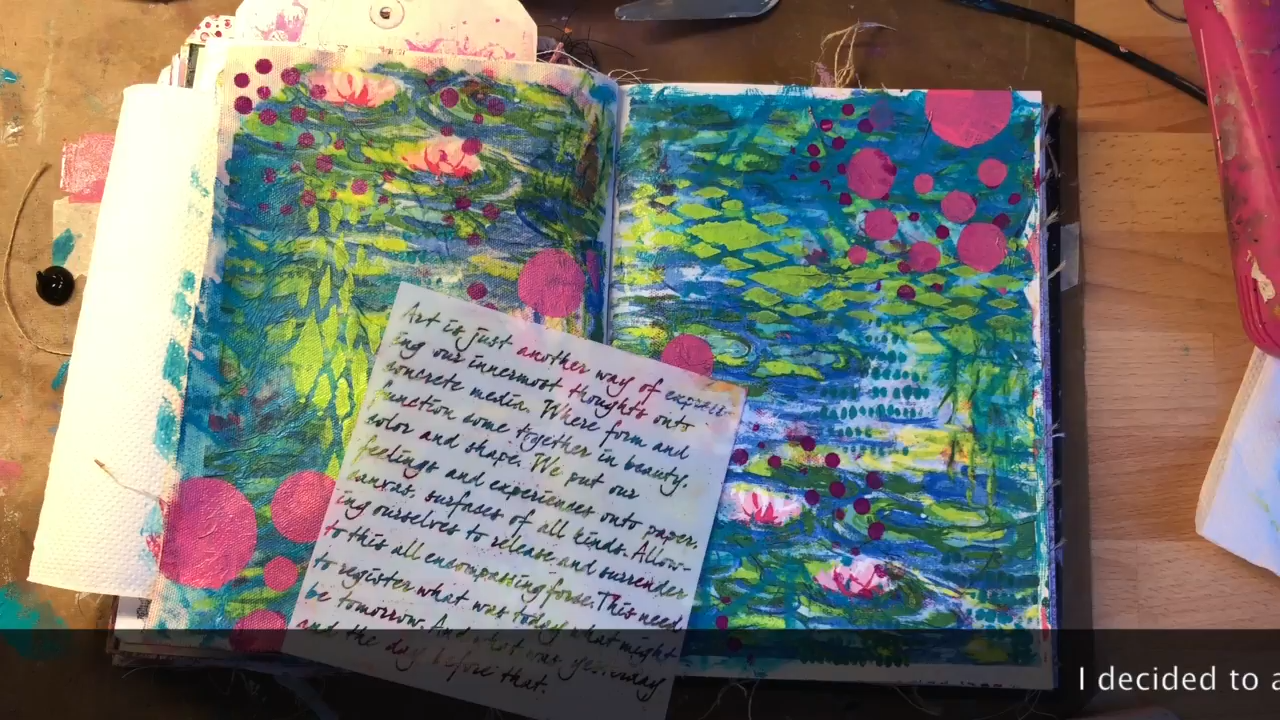 Art is just another way of express-
ing our innermost thoughts onto
concrete media. Where form and
function come together in beauty.
color and shape. We put our
feelings and experiences onto paper,
canvas, surfaces of all kinds. Allow-
ing ourselves to release and surrender
to this all encompassing force. This need
to register what was today, what might
be tomorrow. And what was yesterday
and the day before that.
I decided to a